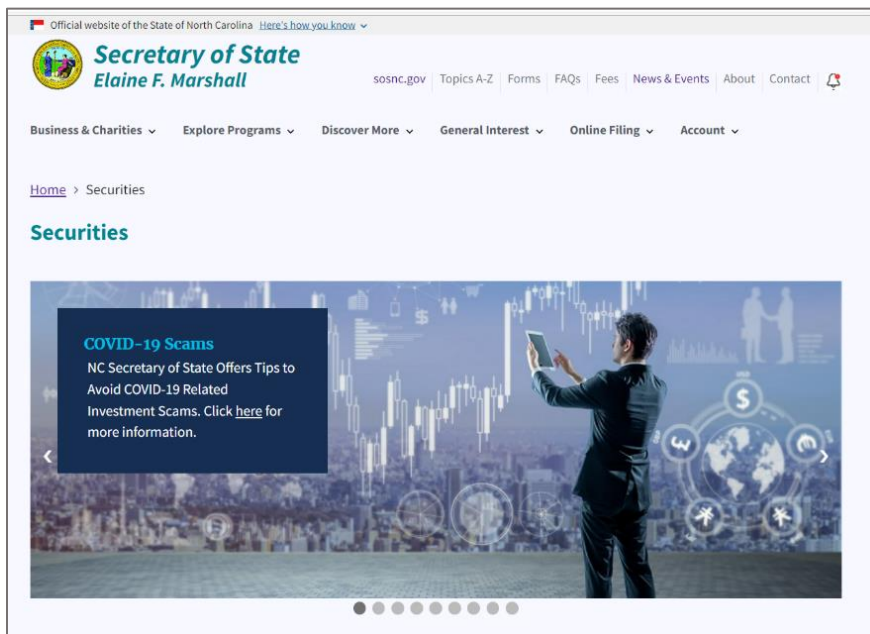 Official website of the State of North Carolina Here's how you know
Secretary of State
Elaine F. Marshall
sosnc.gov Topics A-Z Forms FAQs Fees News & Events About Contact
Business & Charities Explore Programs Discover More General Interest Online Filing Account
Home > Securities
Securities
COVID-19 Scams
NC Secretary of State Offers Tips to
Avoid COVID-19 Related
Investment Scams. Click here for
more information.